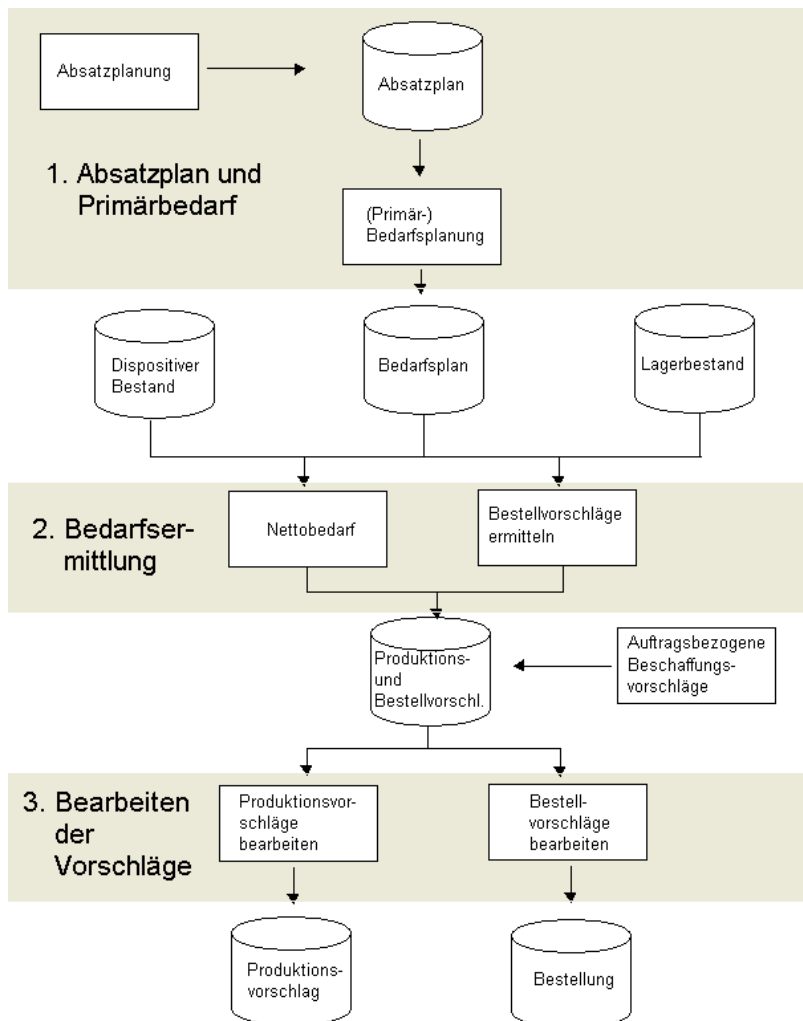 Absatzplanung
Absatzplan
1. Absatzplan und
Primärbedarf
(Primär-)
Bedarfsplanung
Dispositiver
Bestand
Bedarfsplan
Lagerbestand
2. Bedarfser-
mittlung
Nettobedarf
Bestellvorschläge
ermitteln
Produktions-
und
Bestellvorschl.
Auftragsbezogene
Beschaffungs-
vorschläge
3. Bearbeiten
der
Vorschläge
Produktionsvor-
schläge
bearbeiten
Bestell-
vorschläge
bearbeiten
Produktions-
vorschlag
Bestellung